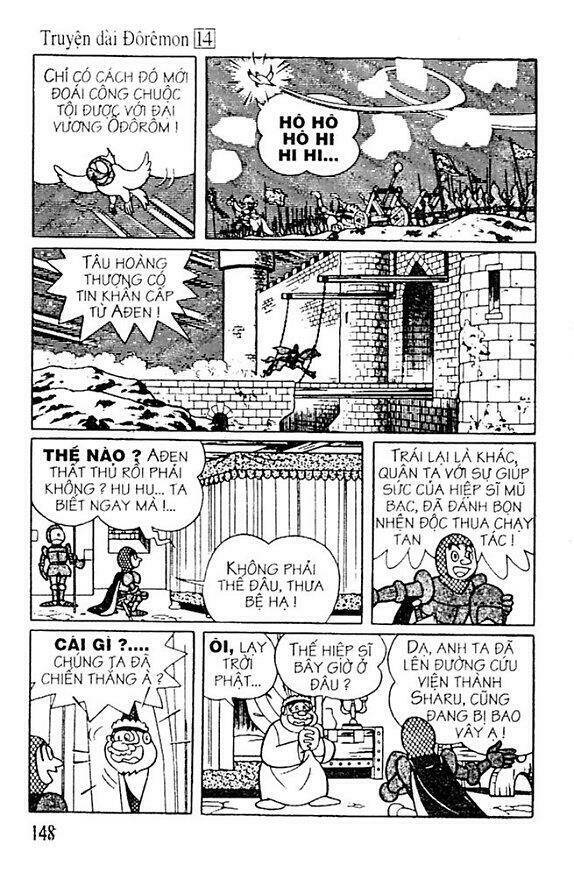 Truyện dài Đôrêmon 14
CHỈ CÓ CÁCH ĐÓ MỚI
ĐOÁI CÔNG CHUỘC
TỘI ĐƯỢC VỚI ĐẠI
VƯƠNG ÔĐÔRÔM !
HÔ HÔ
HÔ HI
HI HI...
TÂU HOÀNG
THƯỢNG CÓ
TIN KHẨN CẤP
TỪ AĐEN !
THẾ NÀO ? AĐEN
THẤT THỦ RỒI PHẢI
KHÔNG ? HU HU... TA
BIẾT NGAY MÀ !...
KHÔNG PHẢI
THẾ ĐÂU, THƯA
BỆ HẠ !
TRÁI LẠI LÀ KHÁC,
QUÂN TA VỚI SỰ GIÚP
SỨC CỦA HIỆP SĨ MŨ
BẠC, ĐÃ ĐÁNH BỌN
NHỆN ĐỘC THUA CHẠY
TAN TÁC !
CÁI GÌ ?....
CHÚNG TA ĐÃ
CHIẾN THẮNG À ?
ÔI, LẠY
TRỜI
PHẬT...
THẾ HIỆP SĨ
BÂY GIỜ Ở
ĐÂU ?
DẠ, ANH TA ĐÃ
LÊN ĐƯỜNG CỨU
VIỆN THÀNH
SHARU, CŨNG
ĐANG BỊ BAO
VÂY Ạ !
148